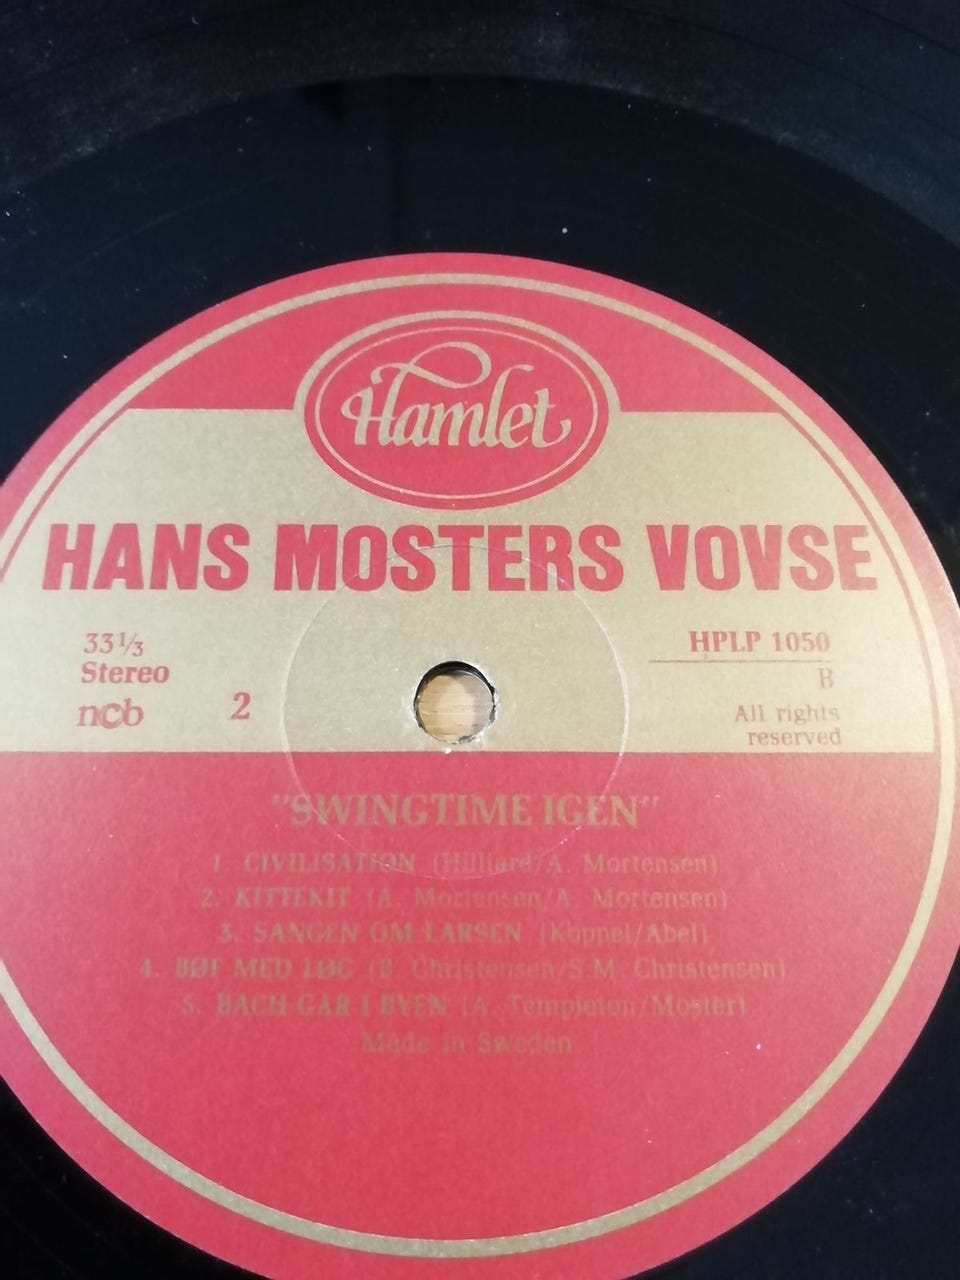 Hamlet
HANS MOSTERS VOVSE
33 1/3
Stereo
ncb
2
HPLP 1050
B
All rights
reserved
"SWINGTIME IGEN"
1. CIVILISATION (Hilliard/A. Mortensen)
2. KITTEKIT (A. Mortensen/A. Mortensen)
3. SANGEN OM LARSEN (Koppel/Abel)
4. BØF MED LØG (B. Christensen/S.M. Christensen)
5. BACH GÅR I BYEN (A. Templeton/Moster)
Made in Sweden